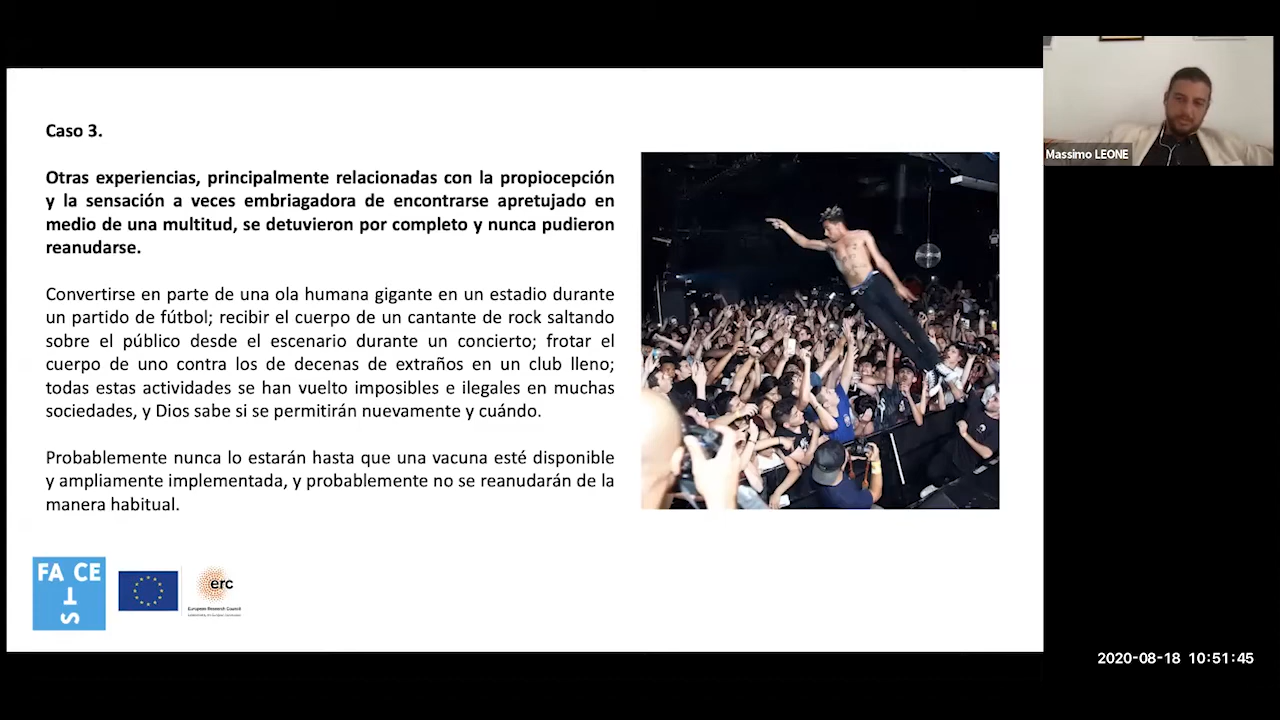 Caso 3.
Otras experiencias, principalmente relacionadas con la propiocepción
y la sensación a veces embriagadora de encontrarse apretujado en
medio de una multitud, se detuvieron por completo y nunca pudieron
reanudarse.
Convertirse en parte de una ola humana gigante en un estadio durante
un partido de fútbol; recibir el cuerpo de un cantante de rock saltando
sobre el público desde el escenario durante un concierto; frotar el
cuerpo de uno contra los de decenas de extraños en un club lleno;
todas estas actividades se han vuelto imposibles e ilegales en muchas
sociedades, y Dios sabe si se permitirán nuevamente y cuándo.
Probablemente nunca lo estarán hasta que una vacuna esté disponible
y ampliamente implementada, y probablemente no se reanudarán de la
manera habitual.
FA CE
T
S
erc
European Research Council
Massimo LEONE
2020-08-18 10:51:45